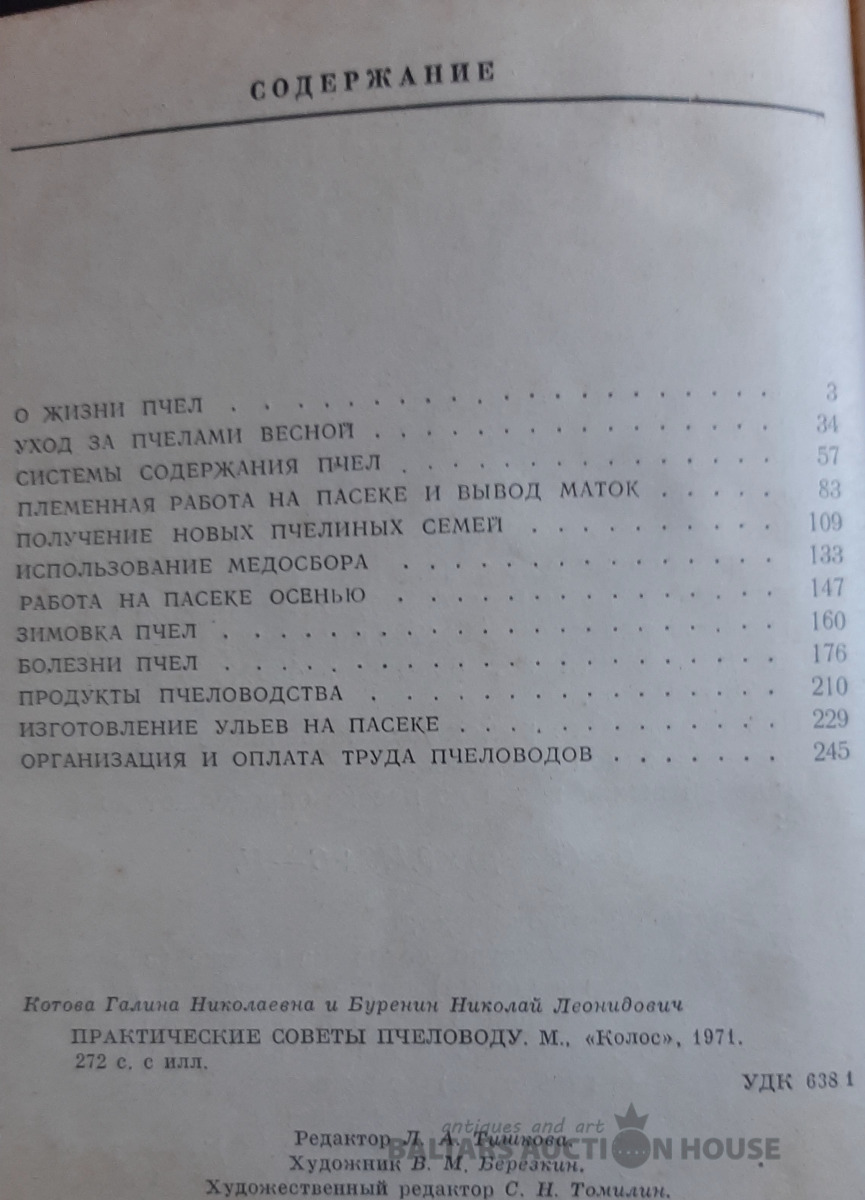 СОДЕРЖАНИЕ
О ЖИЗНИ ПЧЕЛ . . . . . . . . . . . . . . . . . . . . 3
УХОД ЗА ПЧЕЛАМИ ВЕСНОЙ . . . . . . . . . . . . . . . 34
СИСТЕМЫ СОДЕРЖАНИЯ ПЧЕЛ . . . . . . . . . . . . . . 57
ПЛЕМЕННАЯ РАБОТА НА ПАСЕКЕ И ВЫВОД МАТОК . . . . . 83
ПОЛУЧЕНИЕ НОВЫХ ПЧЕЛИНЫХ СЕМЕЙ . . . . . . . . . 109
ИСПОЛЬЗОВАНИЕ МЕДОСБОРА . . . . . . . . . . . . . . 133
РАБОТА НА ПАСЕКЕ ОСЕНЬЮ . . . . . . . . . . . . . . 147
ЗИМОВКА ПЧЕЛ . . . . . . . . . . . . . . . . . . . . 160
БОЛЕЗНИ ПЧЕЛ . . . . . . . . . . . . . . . . . . . . 176
ПРОДУКТЫ ПЧЕЛОВОДСТВА . . . . . . . . . . . . . . . 210
ИЗГОТОВЛЕНИЕ УЛЬЕВ НА ПАСЕКЕ . . . . . . . . . . . . 229
ОРГАНИЗАЦИЯ И ОПЛАТА ТРУДА ПЧЕЛОВОДОВ . . . . . . . 245
Котова Галина Николаевна и Буренин Николай Леонидович
ПРАКТИЧЕСКИЕ СОВЕТЫ ПЧЕЛОВОДУ. М., «Колос», 1971.
272 с. с илл.
УДК 638 1
antiques and art
Редактор Л. А. Тишкова.
BALTARS AUCTION HOUSE
Художник В. М. Березкин.
Художественный редактор С. Н. Томилин.